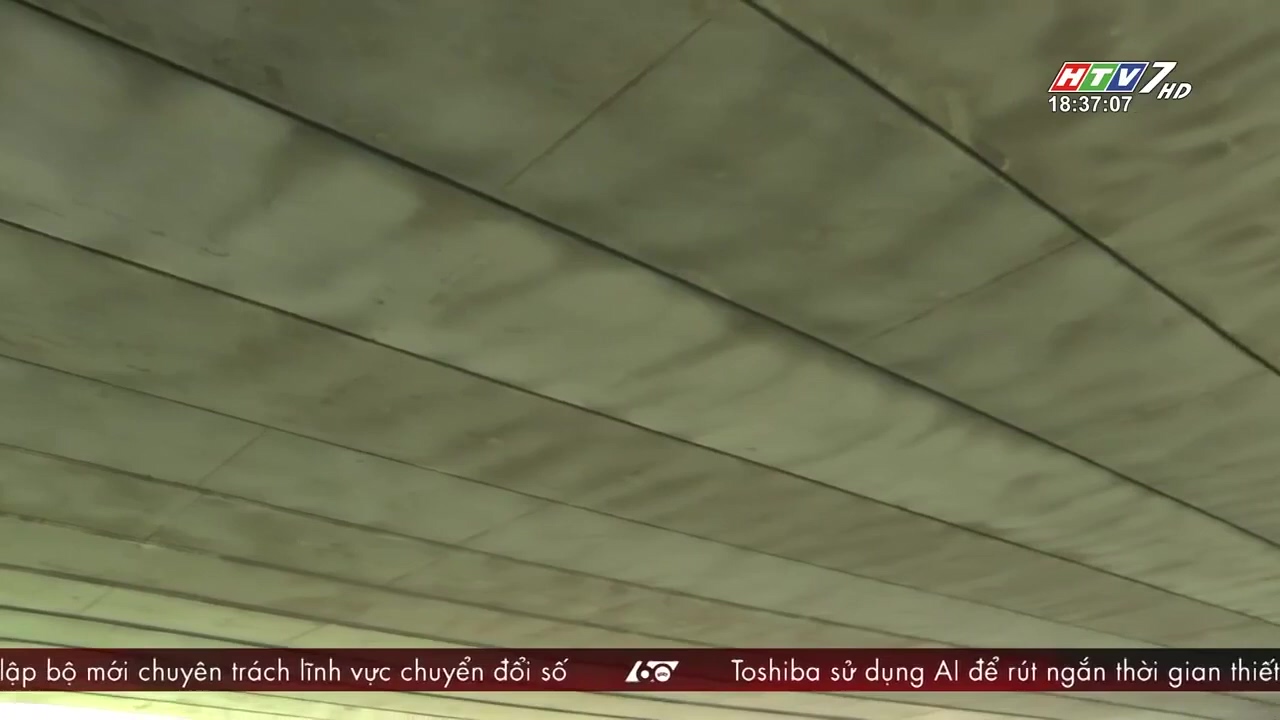 HTV7 HD
18:37:07
lập bộ mới chuyên trách lĩnh vực chuyển đổi số 60 Toshiba sử dụng AI để rút ngắn thời gian thiết